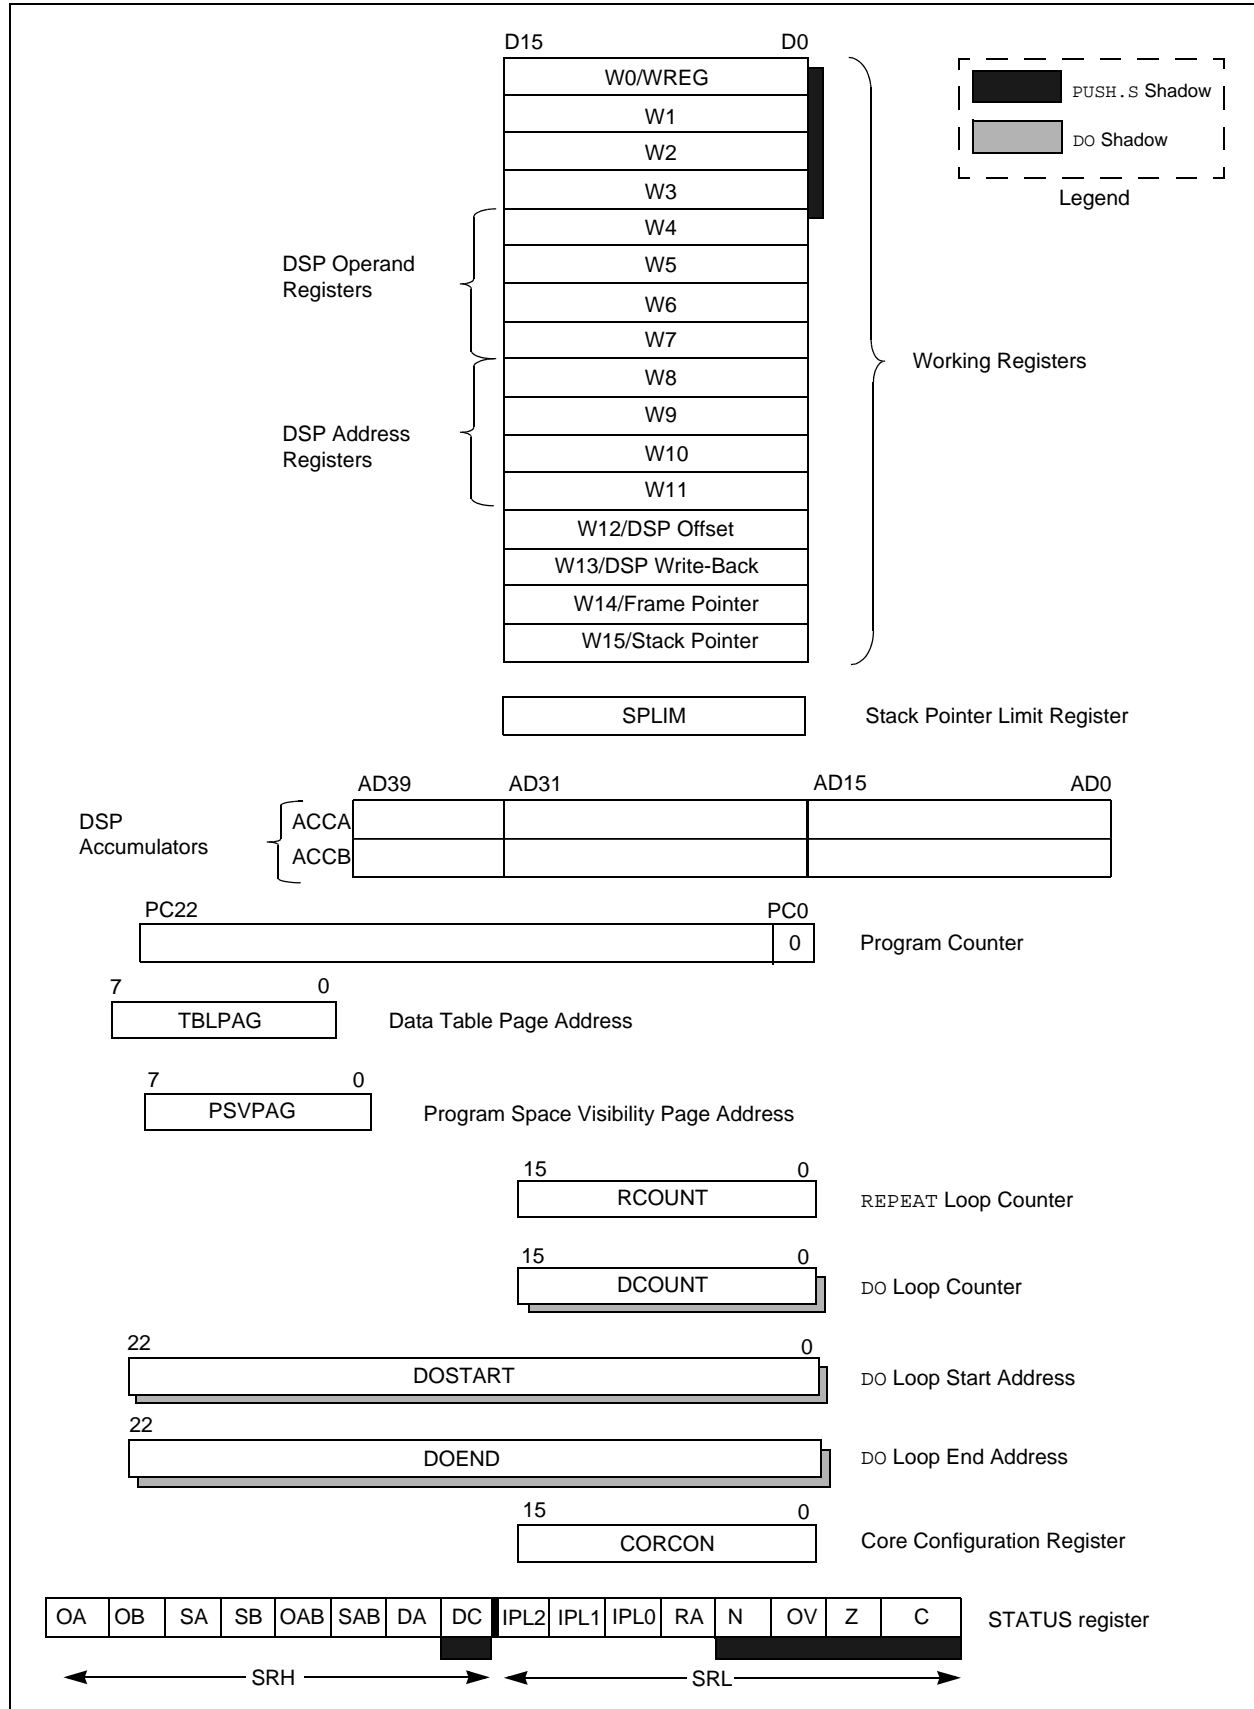 D15 D0
W0/WREG
W1
W2
W3
W4
W5
W6
W7
W8
W9
W10
W11
W12/DSP Offset
W13/DSP Write-Back
W14/Frame Pointer
W15/Stack Pointer
PUSH.S Shadow
DO Shadow
Legend
DSP Operand
Registers
DSP Address
Registers
Working Registers
SPLIM Stack Pointer Limit Register
AD39 AD31 AD15 AD0
DSP
Accumulators
ACCA
ACCB
PC22 PC0
0 Program Counter
7 0
TBLPAG Data Table Page Address
7 0
PSVPAG Program Space Visibility Page Address
15 0
RCOUNT REPEAT Loop Counter
15 0
DCOUNT DO Loop Counter
22 0
DOSTART DO Loop Start Address
22
DOEND DO Loop End Address
15 0
CORCON Core Configuration Register
OA OB SA SB OAB SAB DA DC IPL2 IPL1 IPL0 RA N OV Z C STATUS register
SRH SRL